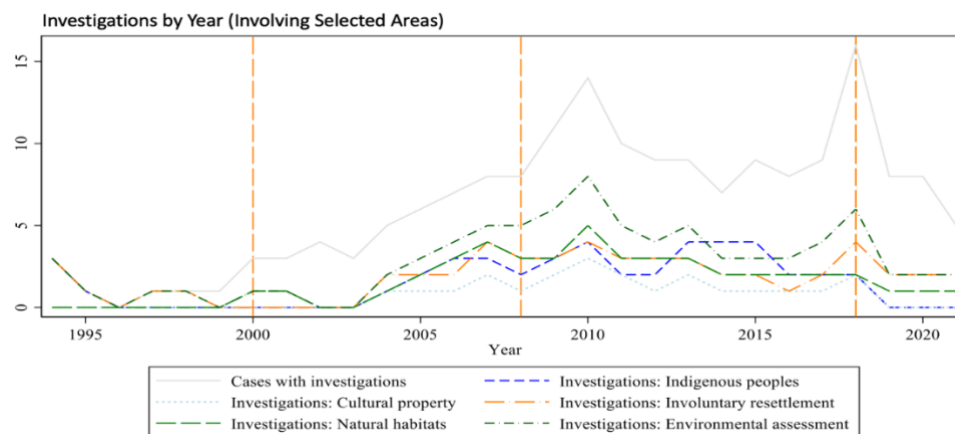 Investigations by Year (Involving Selected Areas)
15
10
5
0
1995 2000 2005 2010 2015 2020
Year
Cases with investigations Investigations: Indigenous peoples
Investigations: Cultural property Investigations: Involuntary resettlement
Investigations: Natural habitats Investigations: Environmental assessment